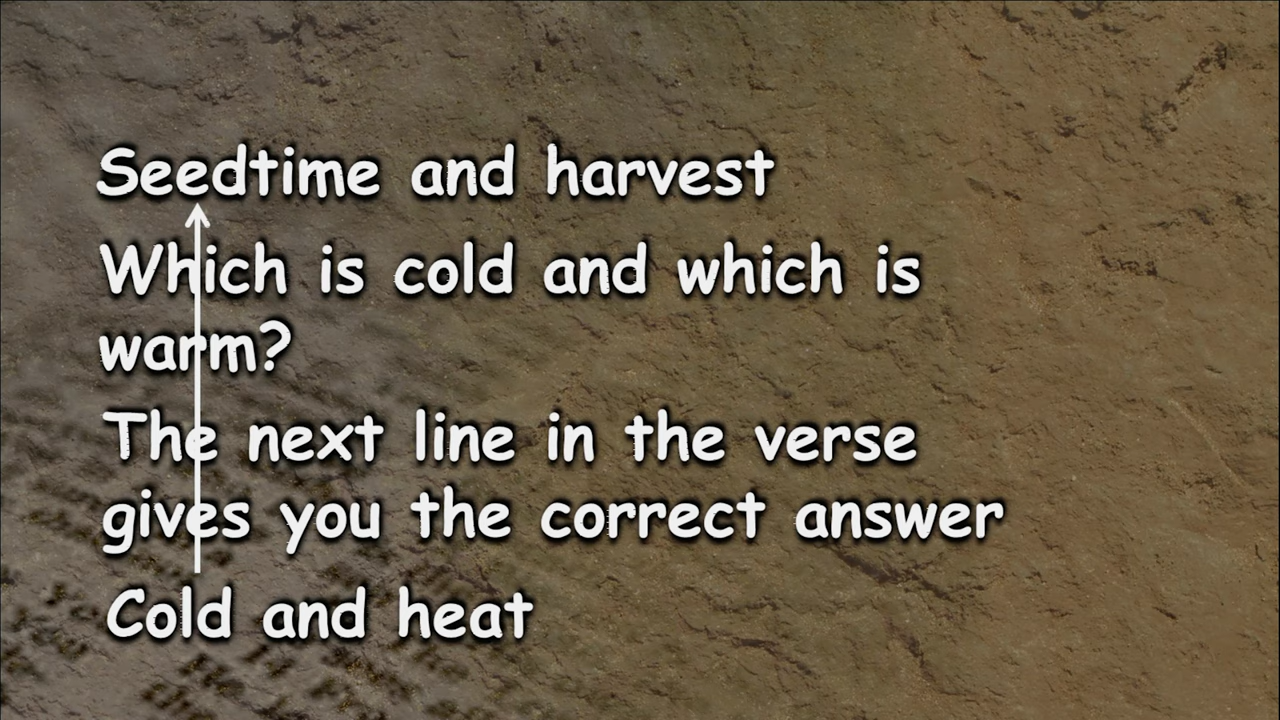 Seedtime and harvest
Which is cold and which is
warm?
The next line in the verse
gives you the correct answer
Cold and heat